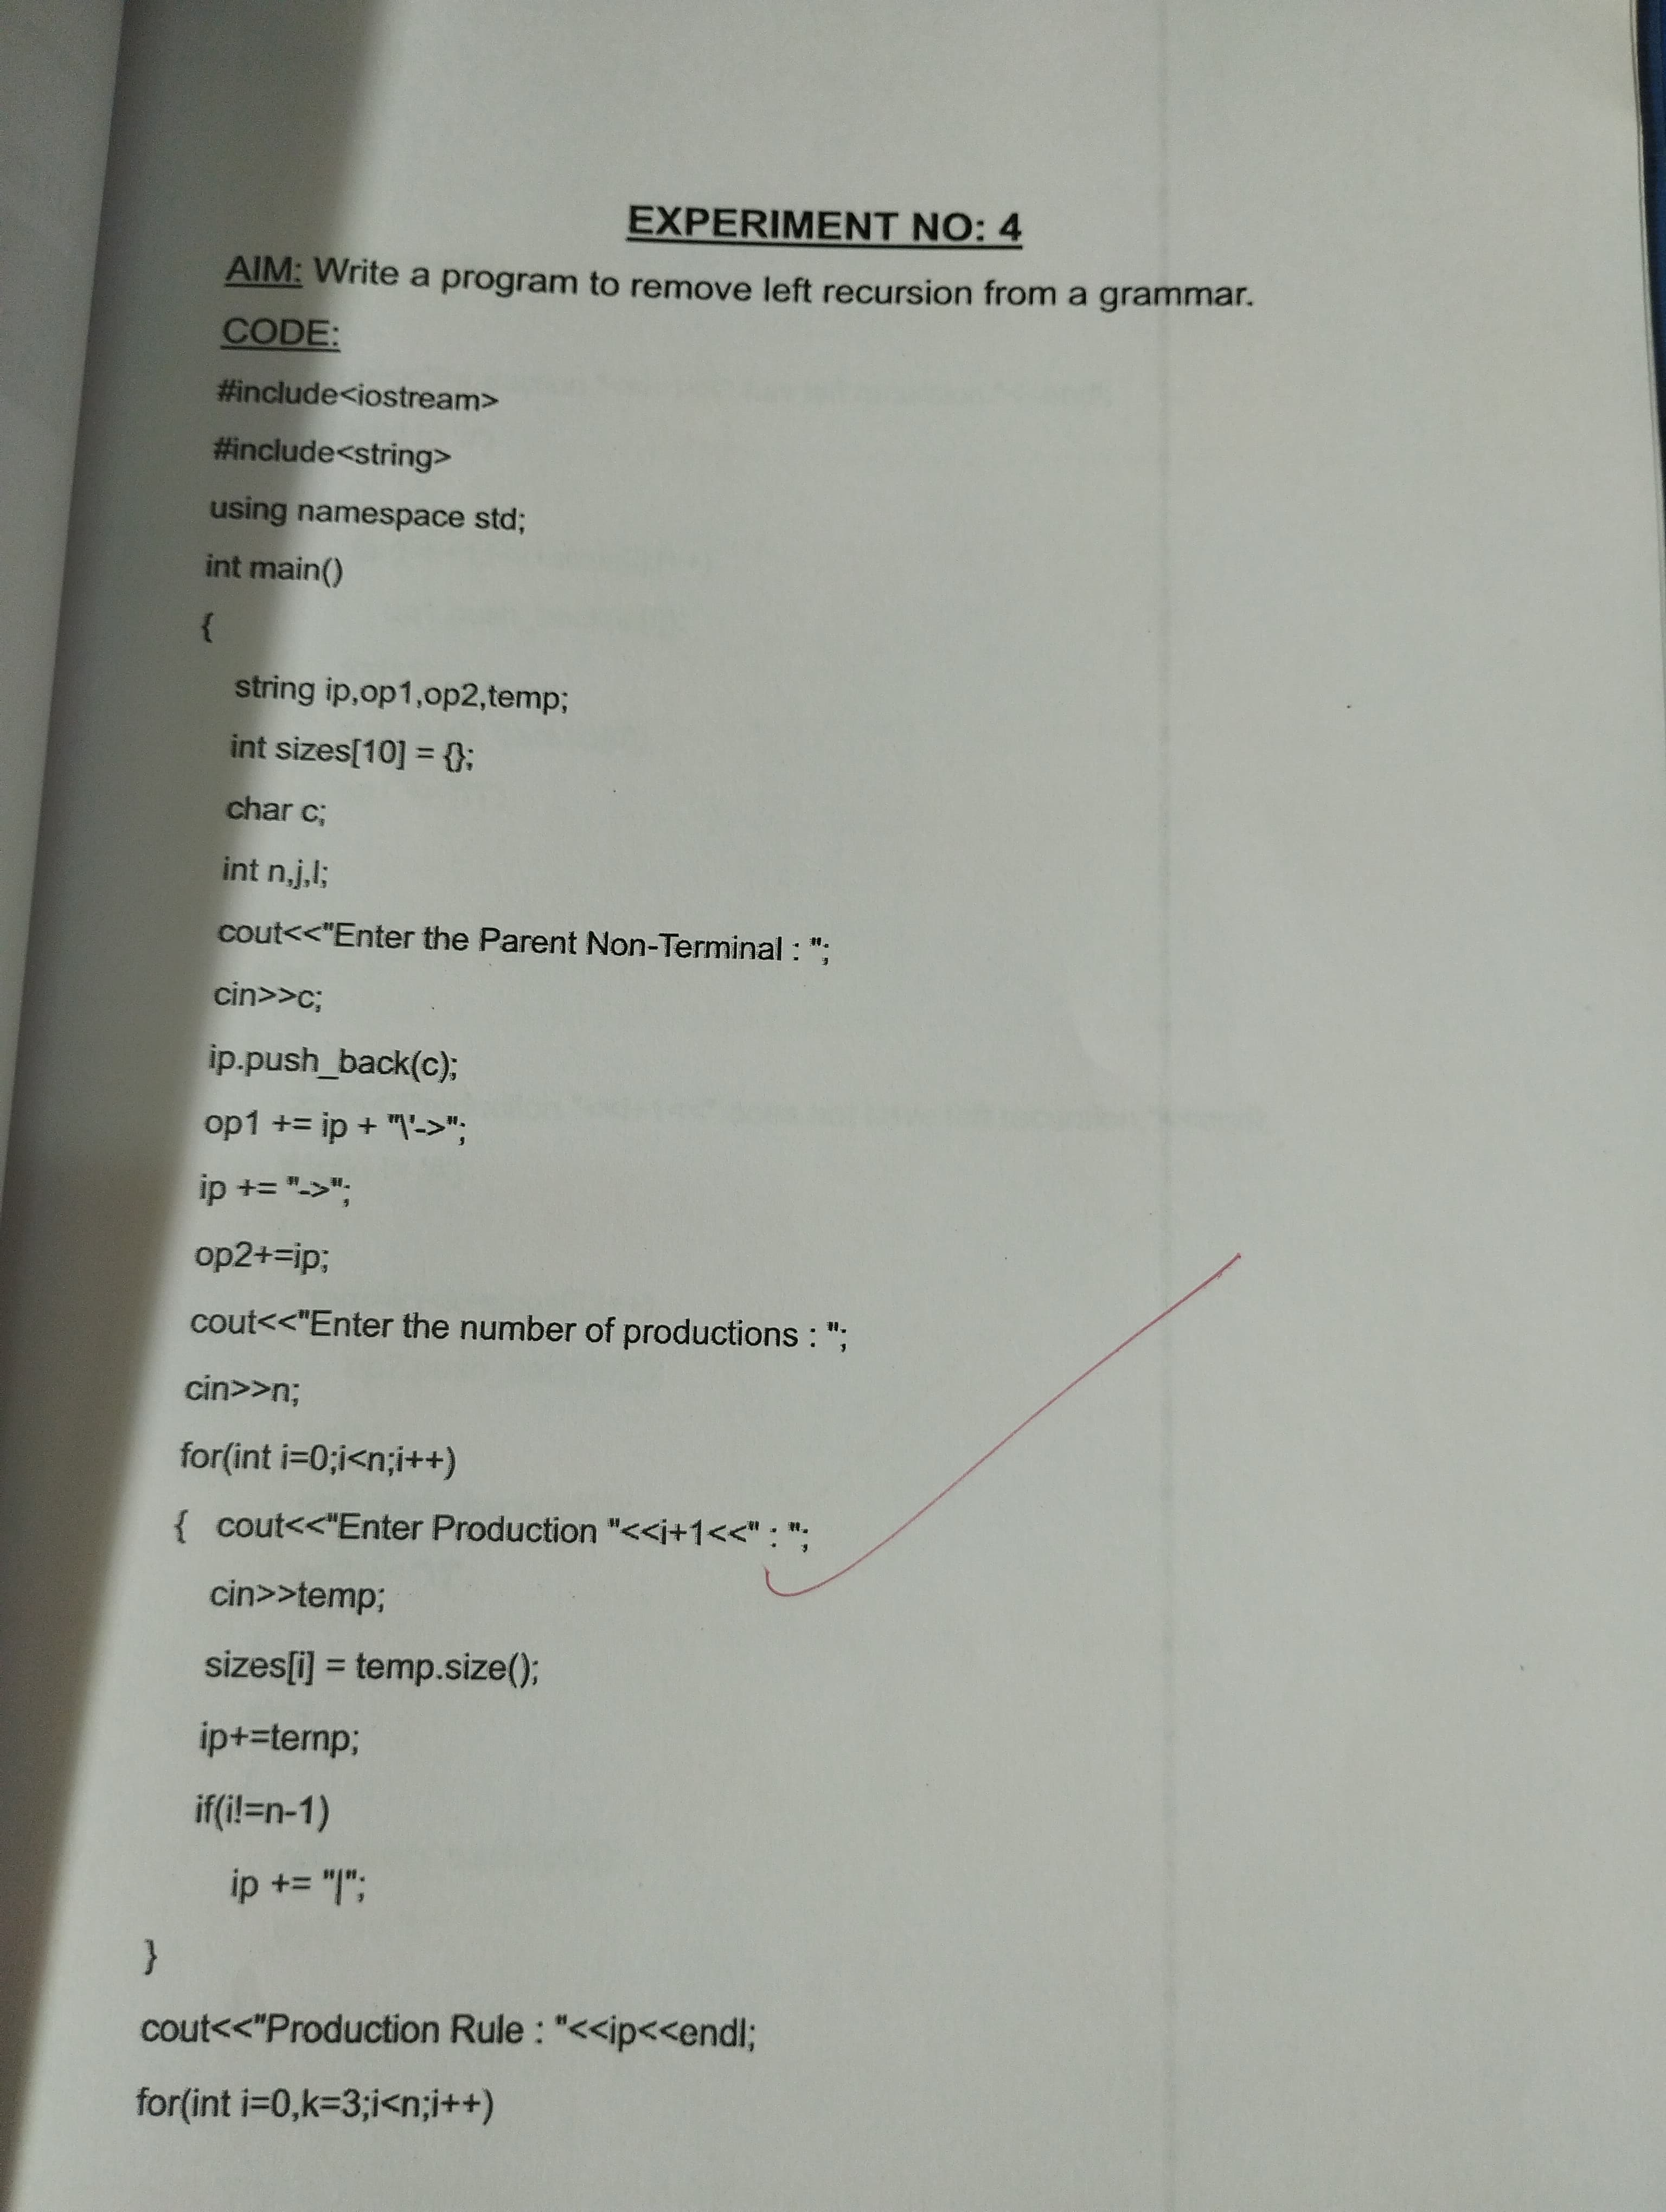 EXPERIMENT NO: 4
AIM: Write a program to remove left recursion from a grammar.
CODE:
#include<iostream>
#include<string>
using namespace std;
int main()
{
string ip,op1,op2,temp;
int sizes[10] = {};
char c;
int n,j,l;
cout<<"Enter the Parent Non-Terminal : ";
cin>>c;
ip.push_back(c);
op1 += ip + "\'->";
ip += "->";
op2+=ip;
cout<<"Enter the number of productions : ";
cin>>n;
for(int i=0;i<n;i++)
{ cout<<"Enter Production "<<i+1<<" : ";
cin>>temp;
sizes[i] = temp.size();
ip+=temp;
if(i!=n-1)
ip += "|";
}
cout<<"Production Rule : "<<ip<<endl;
for(int i=0,k=3;i<n;i++)